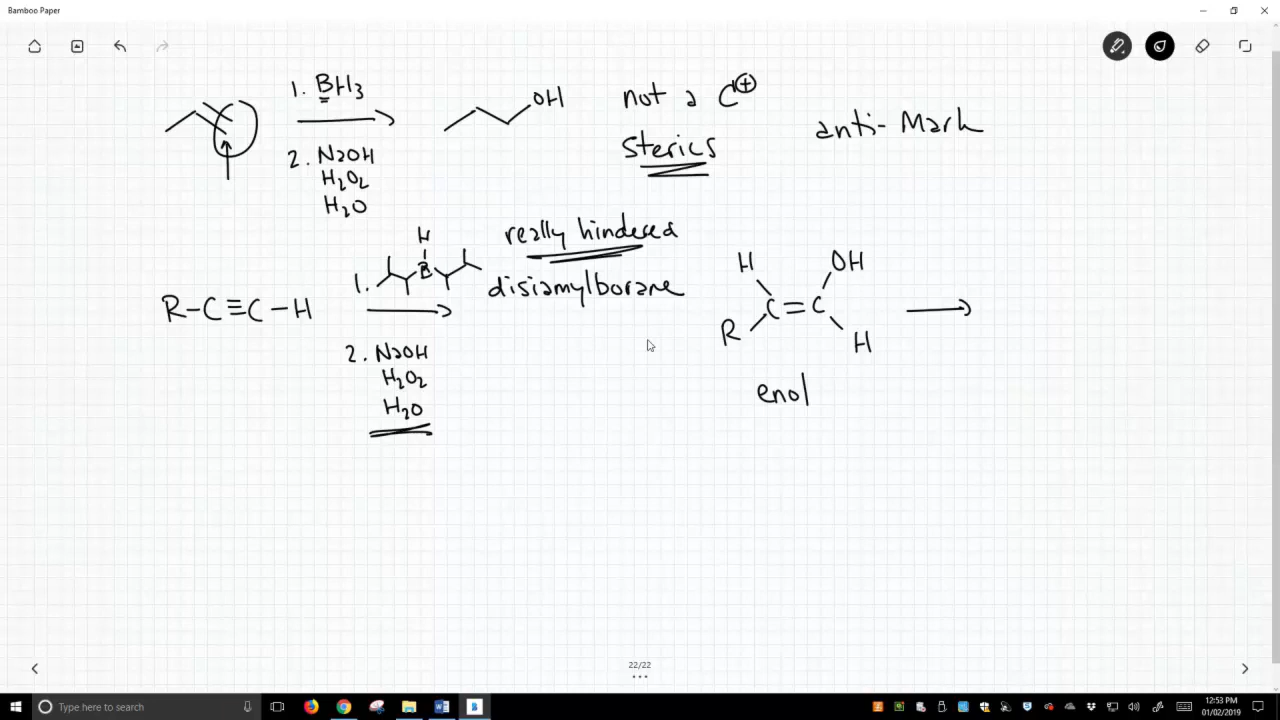 Bamboo Paper
1. BH3
OH
not a C⊕
anti-Mark
sterics
2. NaOH
H2O2
H2O
really hindered
H
1. B
disiamylborane
H OH
R-C≡C-H
C=C
R H
2. NaOH
H2O2
H2O
enol
22/22
Type here to search
12:53 PM
01/02/2019